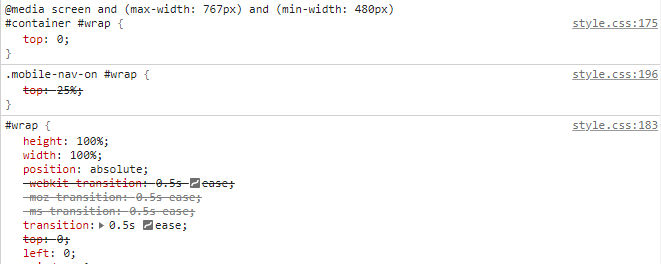 @media screen and (max-width: 767px) and (min-width: 480px)
#container #wrap { style.css:175
top: 0;
}
.mobile-nav-on #wrap { style.css:196
top: 25%;
}
#wrap { style.css:183
height: 100%;
width: 100%;
position: absolute;
-webkit-transition: 0.5s ease;
-moz-transition: 0.5s ease;
-ms-transition: 0.5s ease;
transition: 0.5s ease;
top: 0;
left: 0;